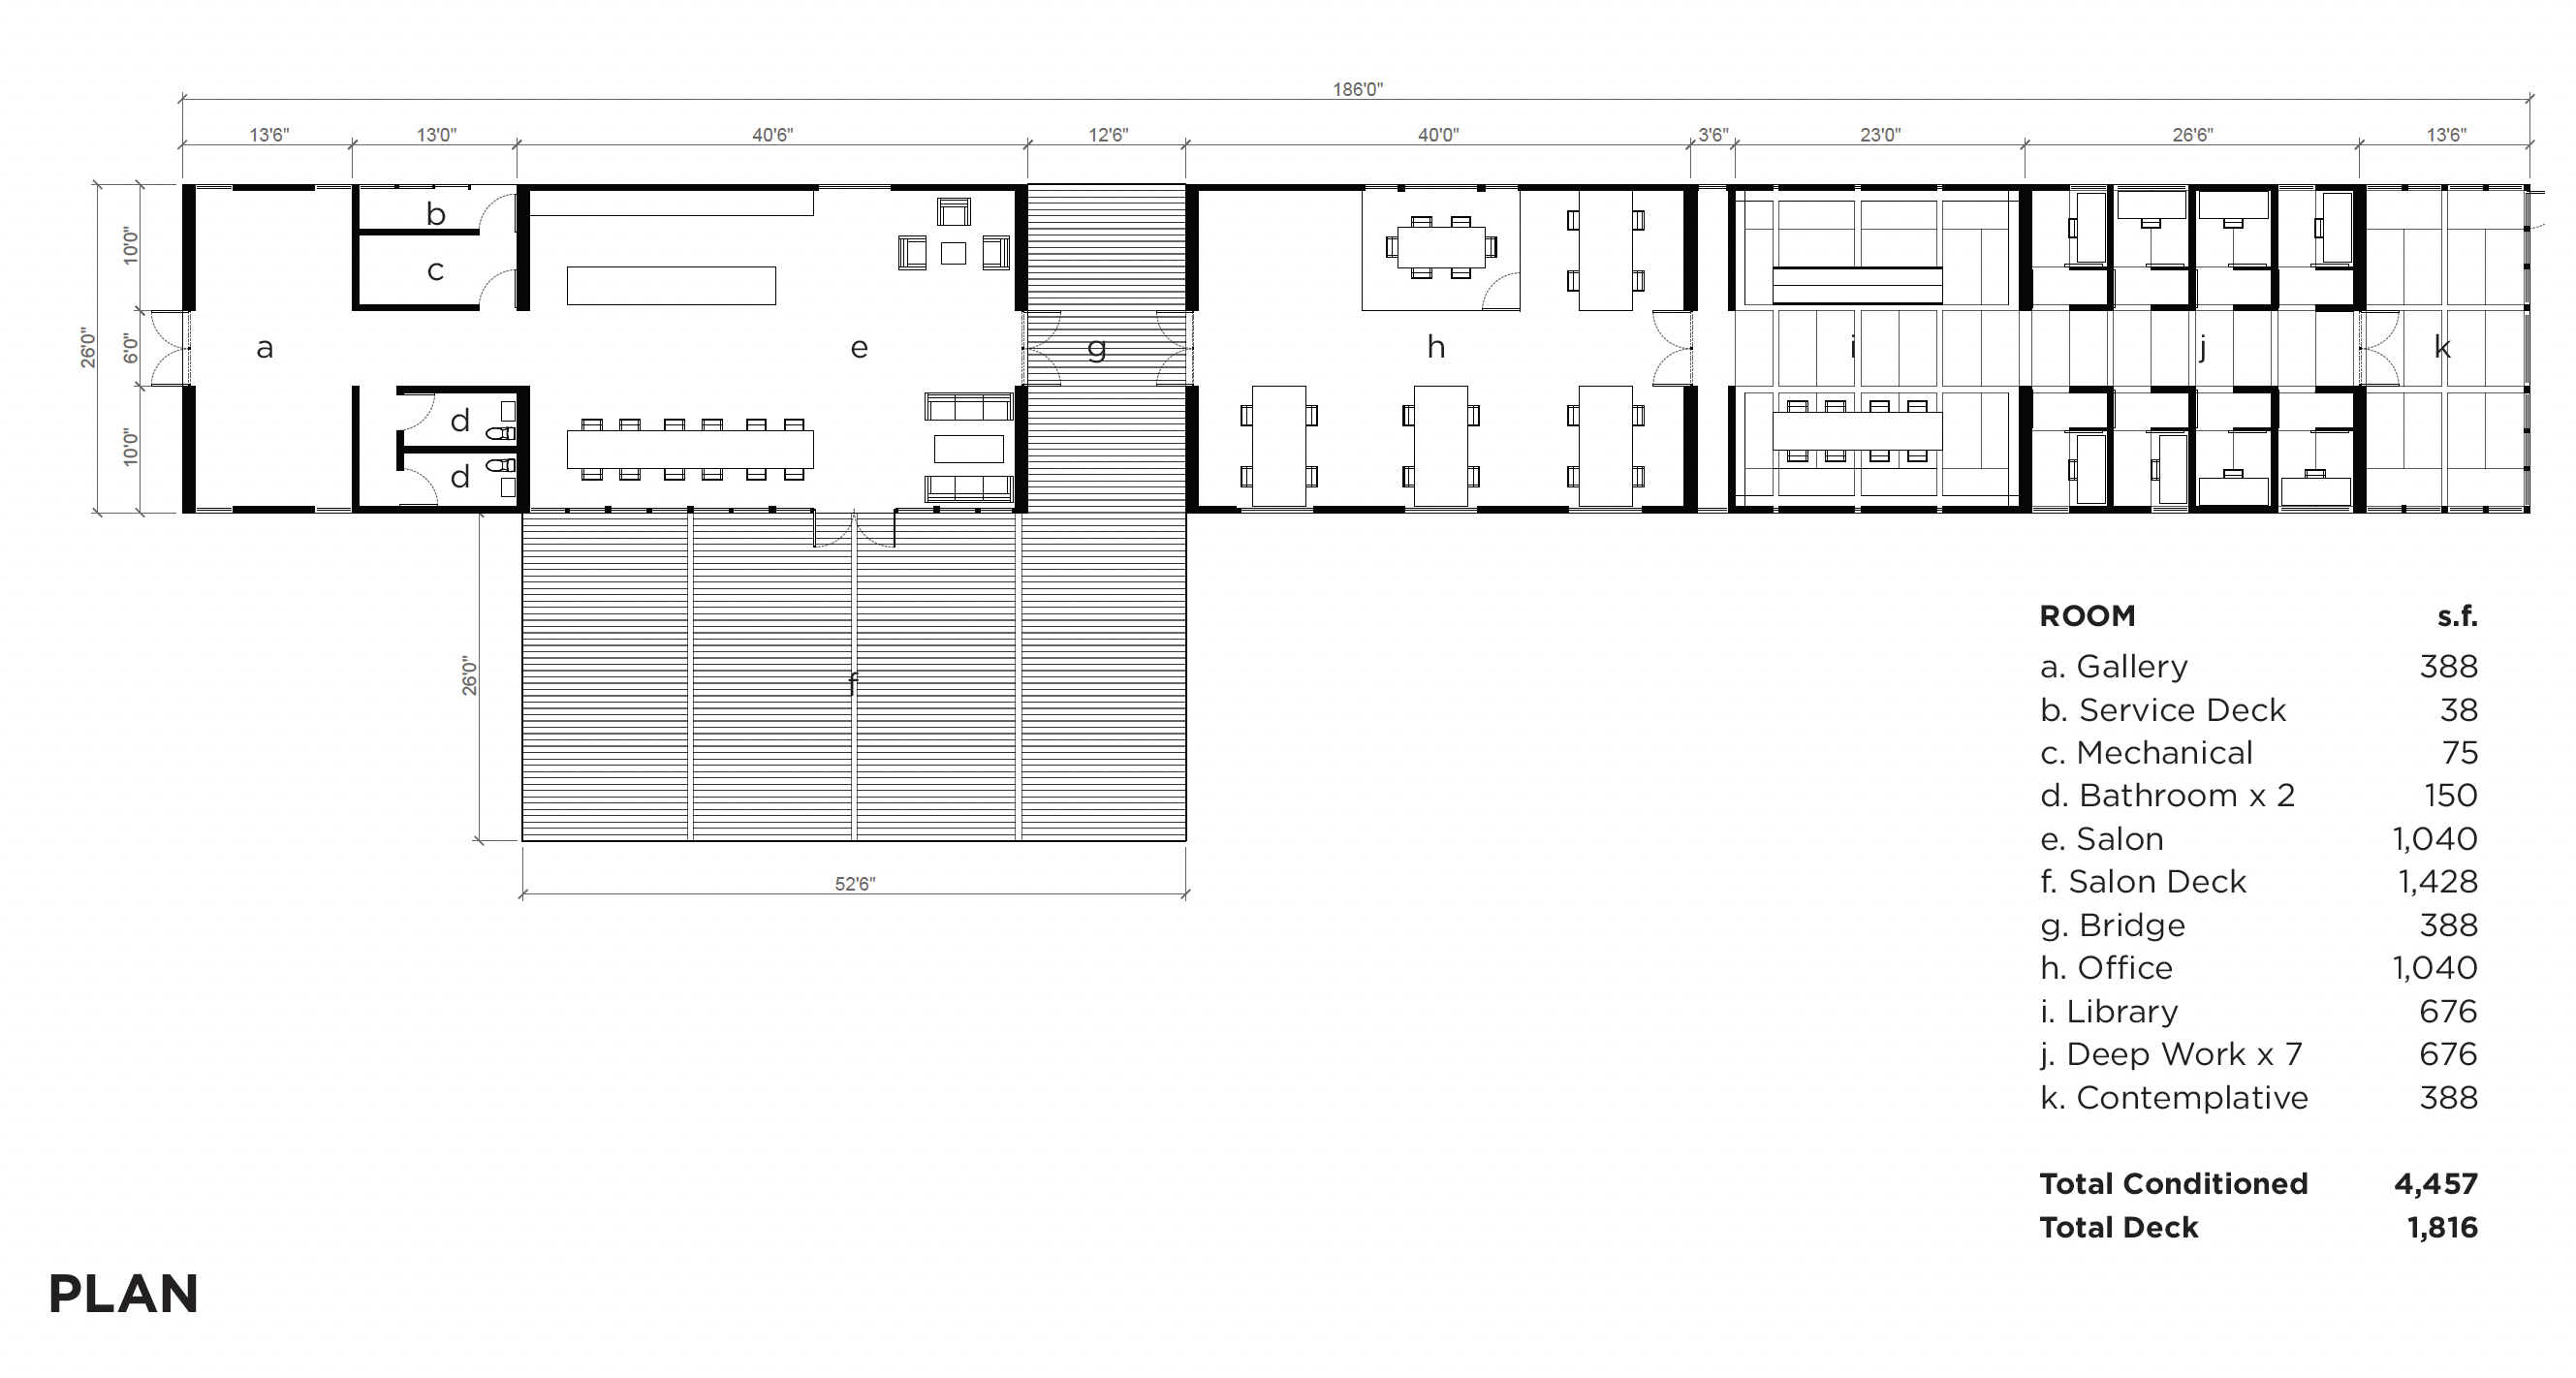 186'0"
13'6" 13'0" 40'6" 12'6" 40'0" 3'6" 23'0" 26'6" 13'6"
26'0"
10'0"
6'0"
10'0"
b
c
a e g h i j k
d
d
f
26'0"
52'6"
ROOM s.f.
a. Gallery 388
b. Service Deck 38
c. Mechanical 75
d. Bathroom x 2 150
e. Salon 1,040
f. Salon Deck 1,428
g. Bridge 388
h. Office 1,040
i. Library 676
j. Deep Work x 7 676
k. Contemplative 388
Total Conditioned 4,457
Total Deck 1,816
PLAN